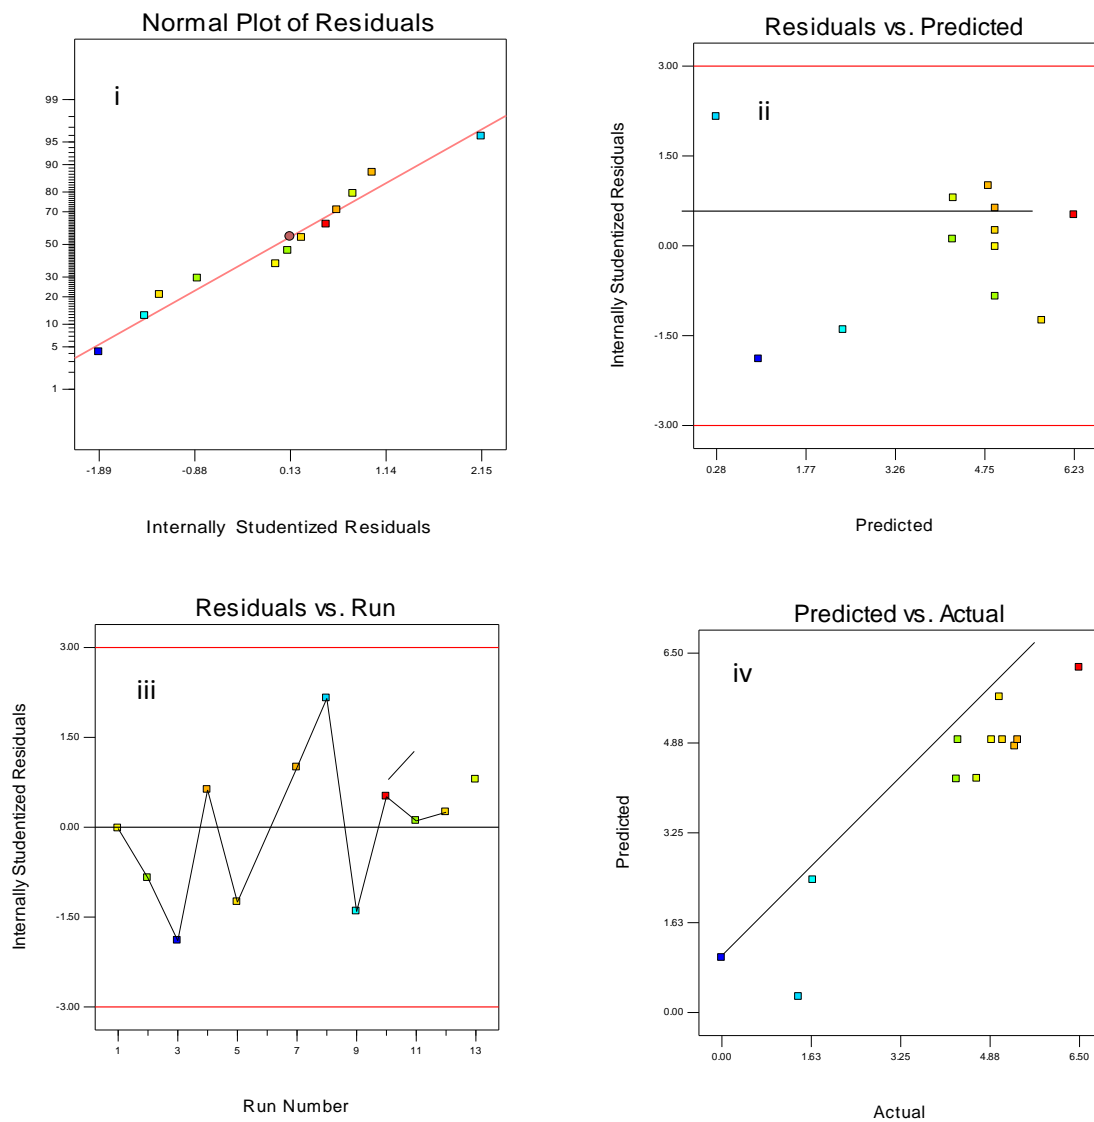 Normal Plot of Residuals
i
99
95
90
80
70
50
30
20
10
5
1
-1.89 -0.88 0.13 1.14 2.15
Internally Studentized Residuals
Residuals vs. Predicted
ii
Internally Studentized Residuals
3.00
1.50
0.00
-1.50
-3.00
0.28 1.77 3.26 4.75 6.23
Predicted
Residuals vs. Run
iii
Internally Studentized Residuals
3.00
1.50
0.00
-1.50
-3.00
1 3 5 7 9 11 13
Run Number
Predicted vs. Actual
iv
Predicted
6.50
4.88
3.25
1.63
0.00
0.00 1.63 3.25 4.88 6.50
Actual